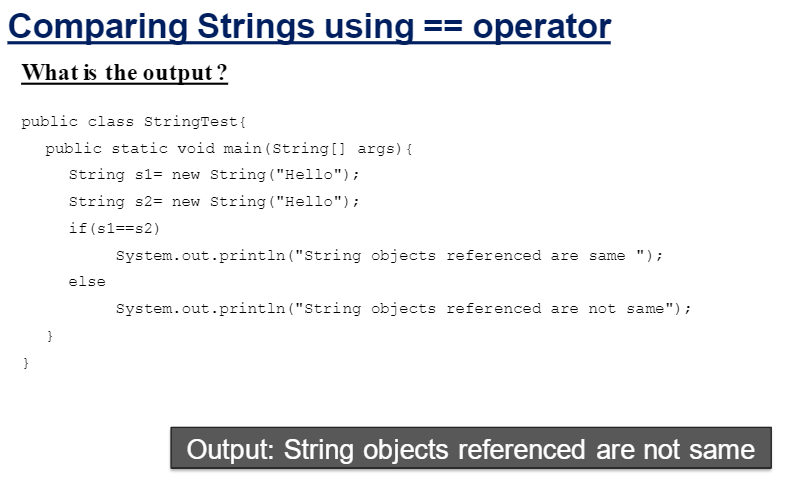 Comparing Strings using == operator
What is the output ?
public class StringTest{
public static void main(String[] args){
String s1= new String("Hello");
String s2= new String("Hello");
if(s1==s2)
System.out.println("String objects referenced are same ");
else
System.out.println("String objects referenced are not same");
}
}
Output: String objects referenced are not same